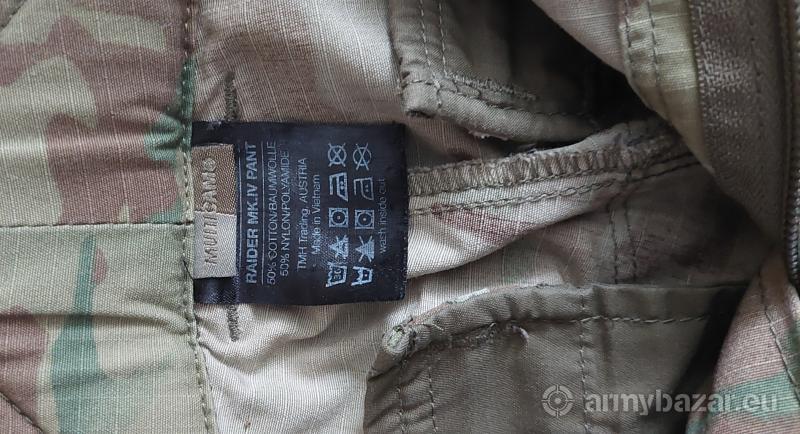 MULTICAM®
RAIDER MK.IV PANT
50% COTTON/BAUMWOLLE
50% NYLON/POLYAMIDE
TMH Trading, AUSTRIA
Made in Vietnam
wash inside out
armybazar.eu